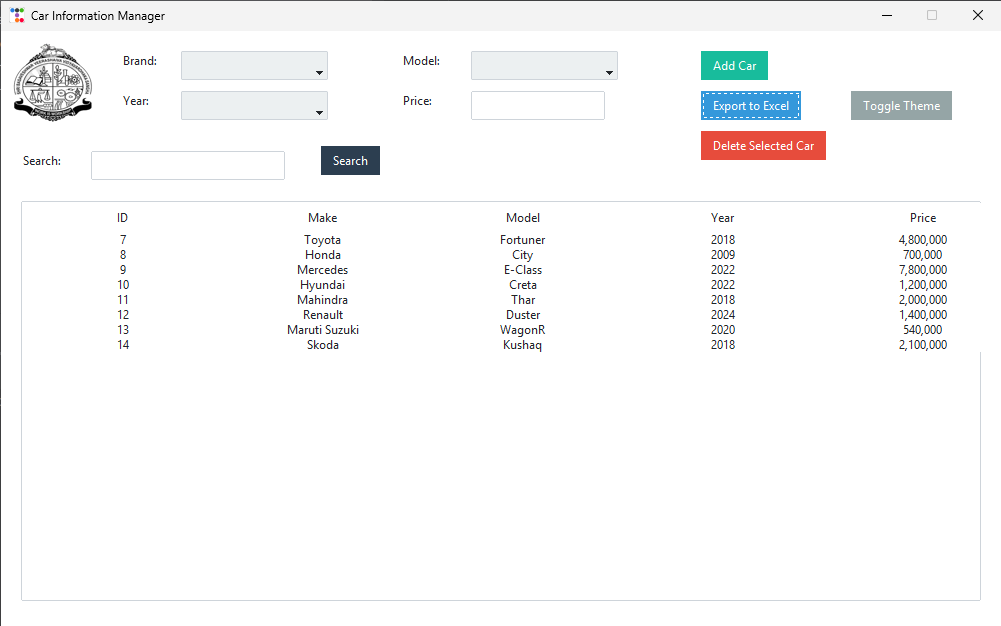 Car Information Manager
Brand: Model: Add Car
Year: Price: Export to Excel Toggle Theme
Delete Selected Car
Search: Search
ID Make Model Year Price
7 Toyota Fortuner 2018 4,800,000
8 Honda City 2009 700,000
9 Mercedes E-Class 2022 7,800,000
10 Hyundai Creta 2022 1,200,000
11 Mahindra Thar 2018 2,000,000
12 Renault Duster 2024 1,400,000
13 Maruti Suzuki WagonR 2020 540,000
14 Skoda Kushaq 2018 2,100,000